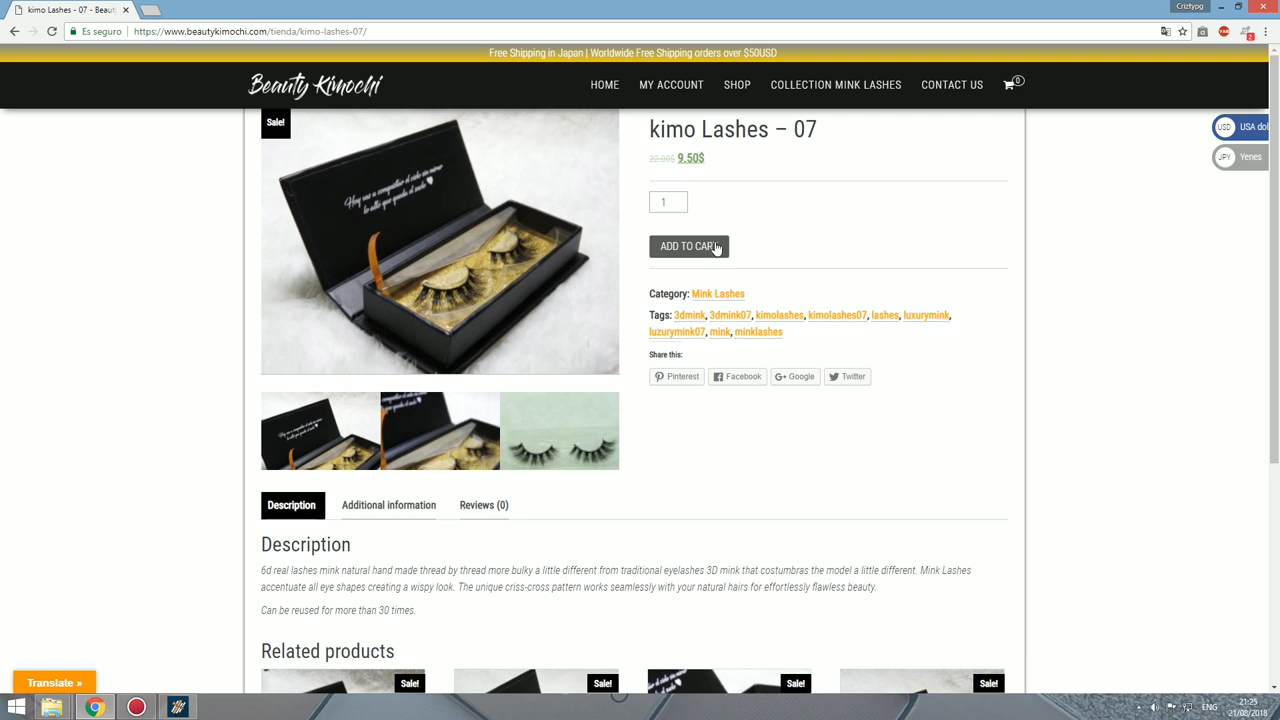 kimo Lashes - 07 - Beauty
Criztypg
Es seguro
https://www.beautykimochi.com/tienda/kimo-lashes-07/
Free Shipping in Japan | Worldwide Free Shipping orders over $50USD
Beauty Kimochi
HOME
MY ACCOUNT
SHOP
COLLECTION MINK LASHES
CONTACT US
0
Sale!
kimo Lashes – 07
USD
USA dol
22.00$ 9.50$
JPY
Yenes
1
ADD TO CART
Category: Mink Lashes
Tags: 3dmink, 3dmink07, kimolashes, kimolashes07, lashes, luxurymink,
luzurymink07, mink, minklashes
Share this:
Pinterest
Facebook
Google
Twitter
Description
Additional information
Reviews (0)
Description
6d real lashes mink natural hand made thread by thread more bulky a little different from traditional eyelashes 3D mink that costumbras the model a little different. Mink Lashes
accentuate all eye shapes creating a wispy look. The unique criss-cross pattern works seamlessly with your natural hairs for effortlessly flawless beauty.
Can be reused for more than 30 times.
Related products
Sale!
Sale!
Sale!
Sale!
Translate »
ENG
21:25
21/08/2018